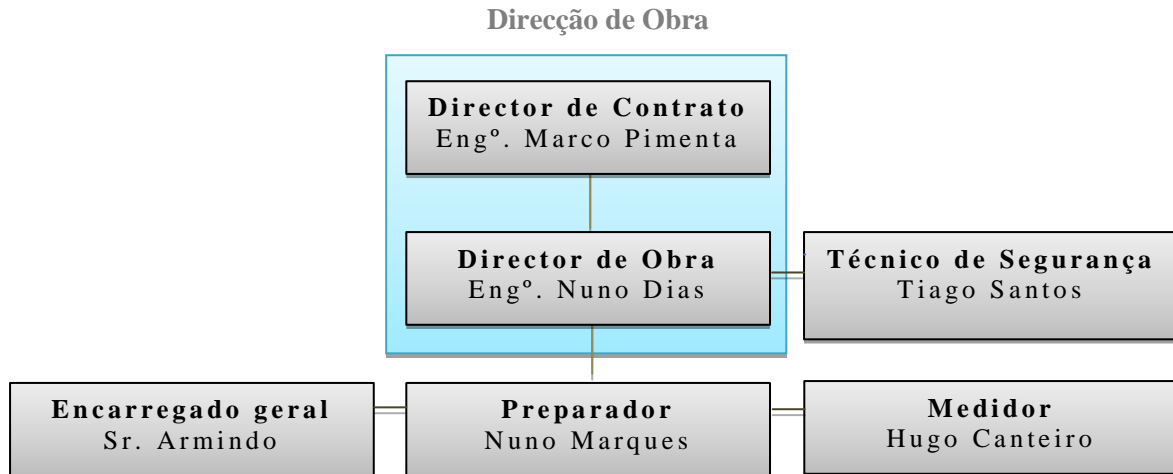 Direcção de Obra
Director de Contrato
Engº. Marco Pimenta
Director de Obra
Engº. Nuno Dias
Técnico de Segurança
Tiago Santos
Encarregado geral
Sr. Armindo
Preparador
Nuno Marques
Medidor
Hugo Canteiro